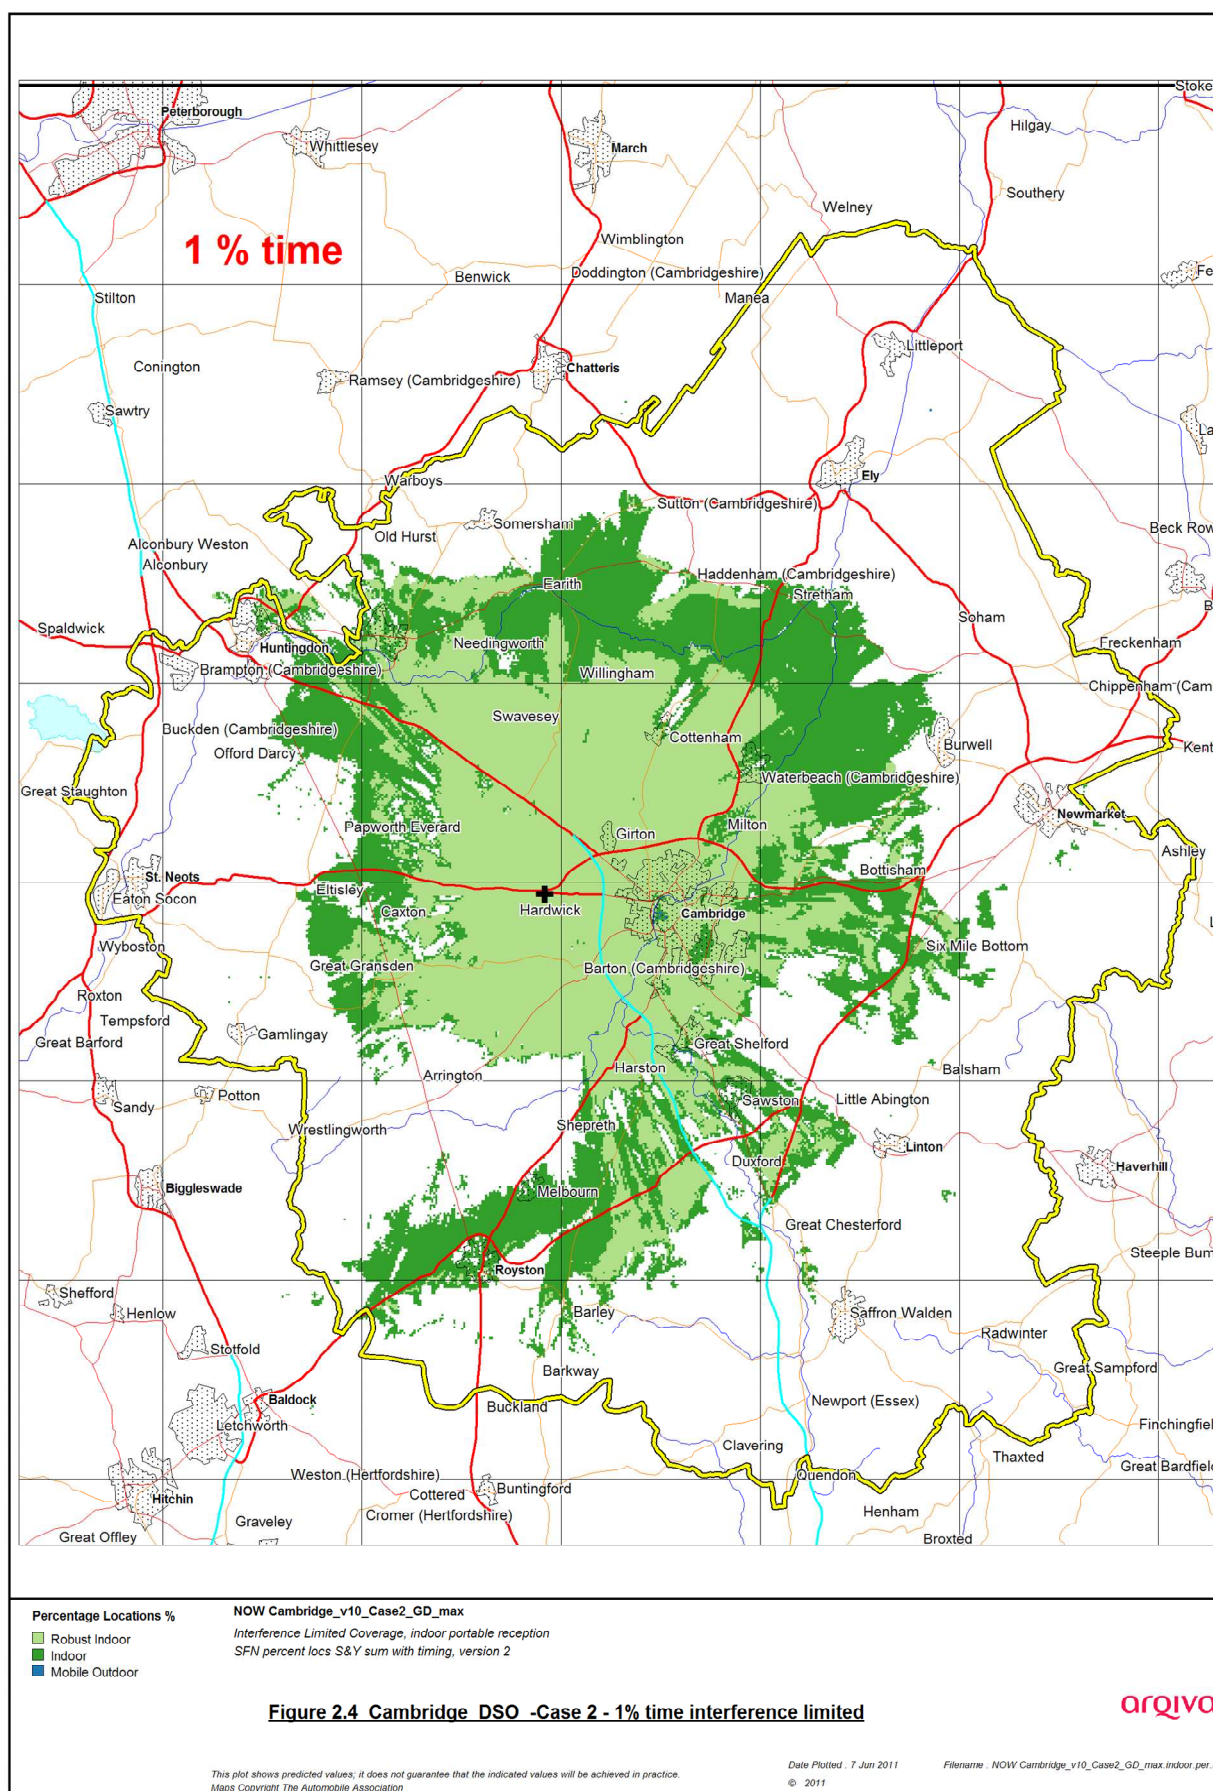 Stoke
Peterborough
Hilgay
Whittlesey
March
Southery
Welney
1 % time
Wimblington
Benwick
Doddington (Cambridgeshire)
Fe
Stilton
Manea
Littleport
Conington
Chatteris
Ramsey (Cambridgeshire)
Sawtry
La
Warboys
Ely
Sutton (Cambridgeshire)
Somersham
Beck Row
Old Hurst
Alconbury Weston
Alconbury
Haddenham (Cambridgeshire)
Earith
Stretham
B
Soham
Spaldwick
Huntingdon
Needingworth
Freckenham
Brampton (Cambridgeshire)
Willingham
Chippenham (Cam
Swavesey
Buckden (Cambridgeshire)
Cottenham
Burwell
Kent
Offord Darcy
Waterbeach (Cambridgeshire)
Great Staughton
Newmarket
Papworth Everard
Girton
Milton
Ashley
St. Neots
Bottisham
Eltisley
Eaton Socon
Caxton
Hardwick
Cambridge
L
Wyboston
Six Mile Bottom
Great Gransden
Barton (Cambridgeshire)
Roxton
Tempsford
Gamlingay
Great Barford
Great Shelford
Arrington
Harston
Balsham
Potton
Sandy
Sawston
Little Abington
Wrestlingworth
Shepreth
Linton
Duxford
Haverhill
Biggleswade
Melbourn
Great Chesterford
Steeple Bum
Royston
Shefford
Henlow
Barley
Saffron Walden
Radwinter
Stotfold
Great Sampford
Barkway
Baldock
Buckland
Newport (Essex)
Letchworth
Finchingfiel
Clavering
Thaxted
Great Bardfiel
Weston (Hertfordshire)
Quendon
Hitchin
Cottered
Buntingford
Graveley
Cromer (Hertfordshire)
Henham
Great Offley
Broxted
Percentage Locations %
Robust Indoor
Indoor
Mobile Outdoor
NOW Cambridge_v10_Case2_GD_max
Interference Limited Coverage, indoor portable reception
SFN percent locs S&Y sum with timing, version 2
Figure 2.4 Cambridge DSO -Case 2 - 1% time interference limited
arqiva
This plot shows predicted values; it does not guarantee that the indicated values will be achieved in practice.
Maps Copyright The Automobile Association
Date Plotted : 7 Jun 2011
© 2011
Filename : NOW Cambridge_v10_Case2_GD_max.indoor.per.